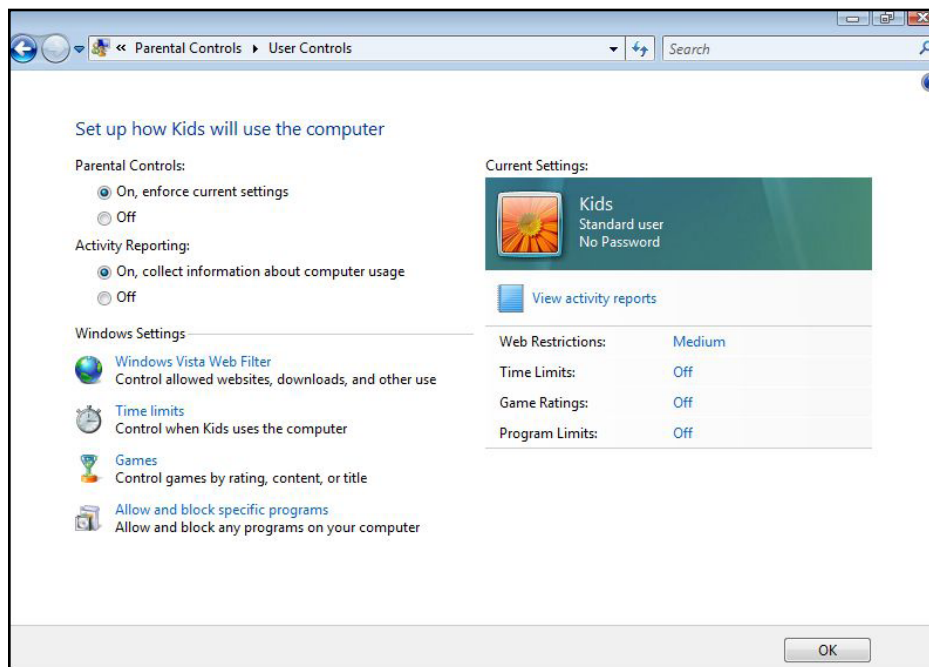 « Parental Controls ▸ User Controls
Search
Set up how Kids will use the computer
Parental Controls:
On, enforce current settings
Off
Activity Reporting:
On, collect information about computer usage
Off
Windows Settings
Windows Vista Web Filter
Control allowed websites, downloads, and other use
Time limits
Control when Kids uses the computer
Games
Control games by rating, content, or title
Allow and block specific programs
Allow and block any programs on your computer
Current Settings:
Kids
Standard user
No Password
View activity reports
Web Restrictions: Medium
Time Limits: Off
Game Ratings: Off
Program Limits: Off
OK